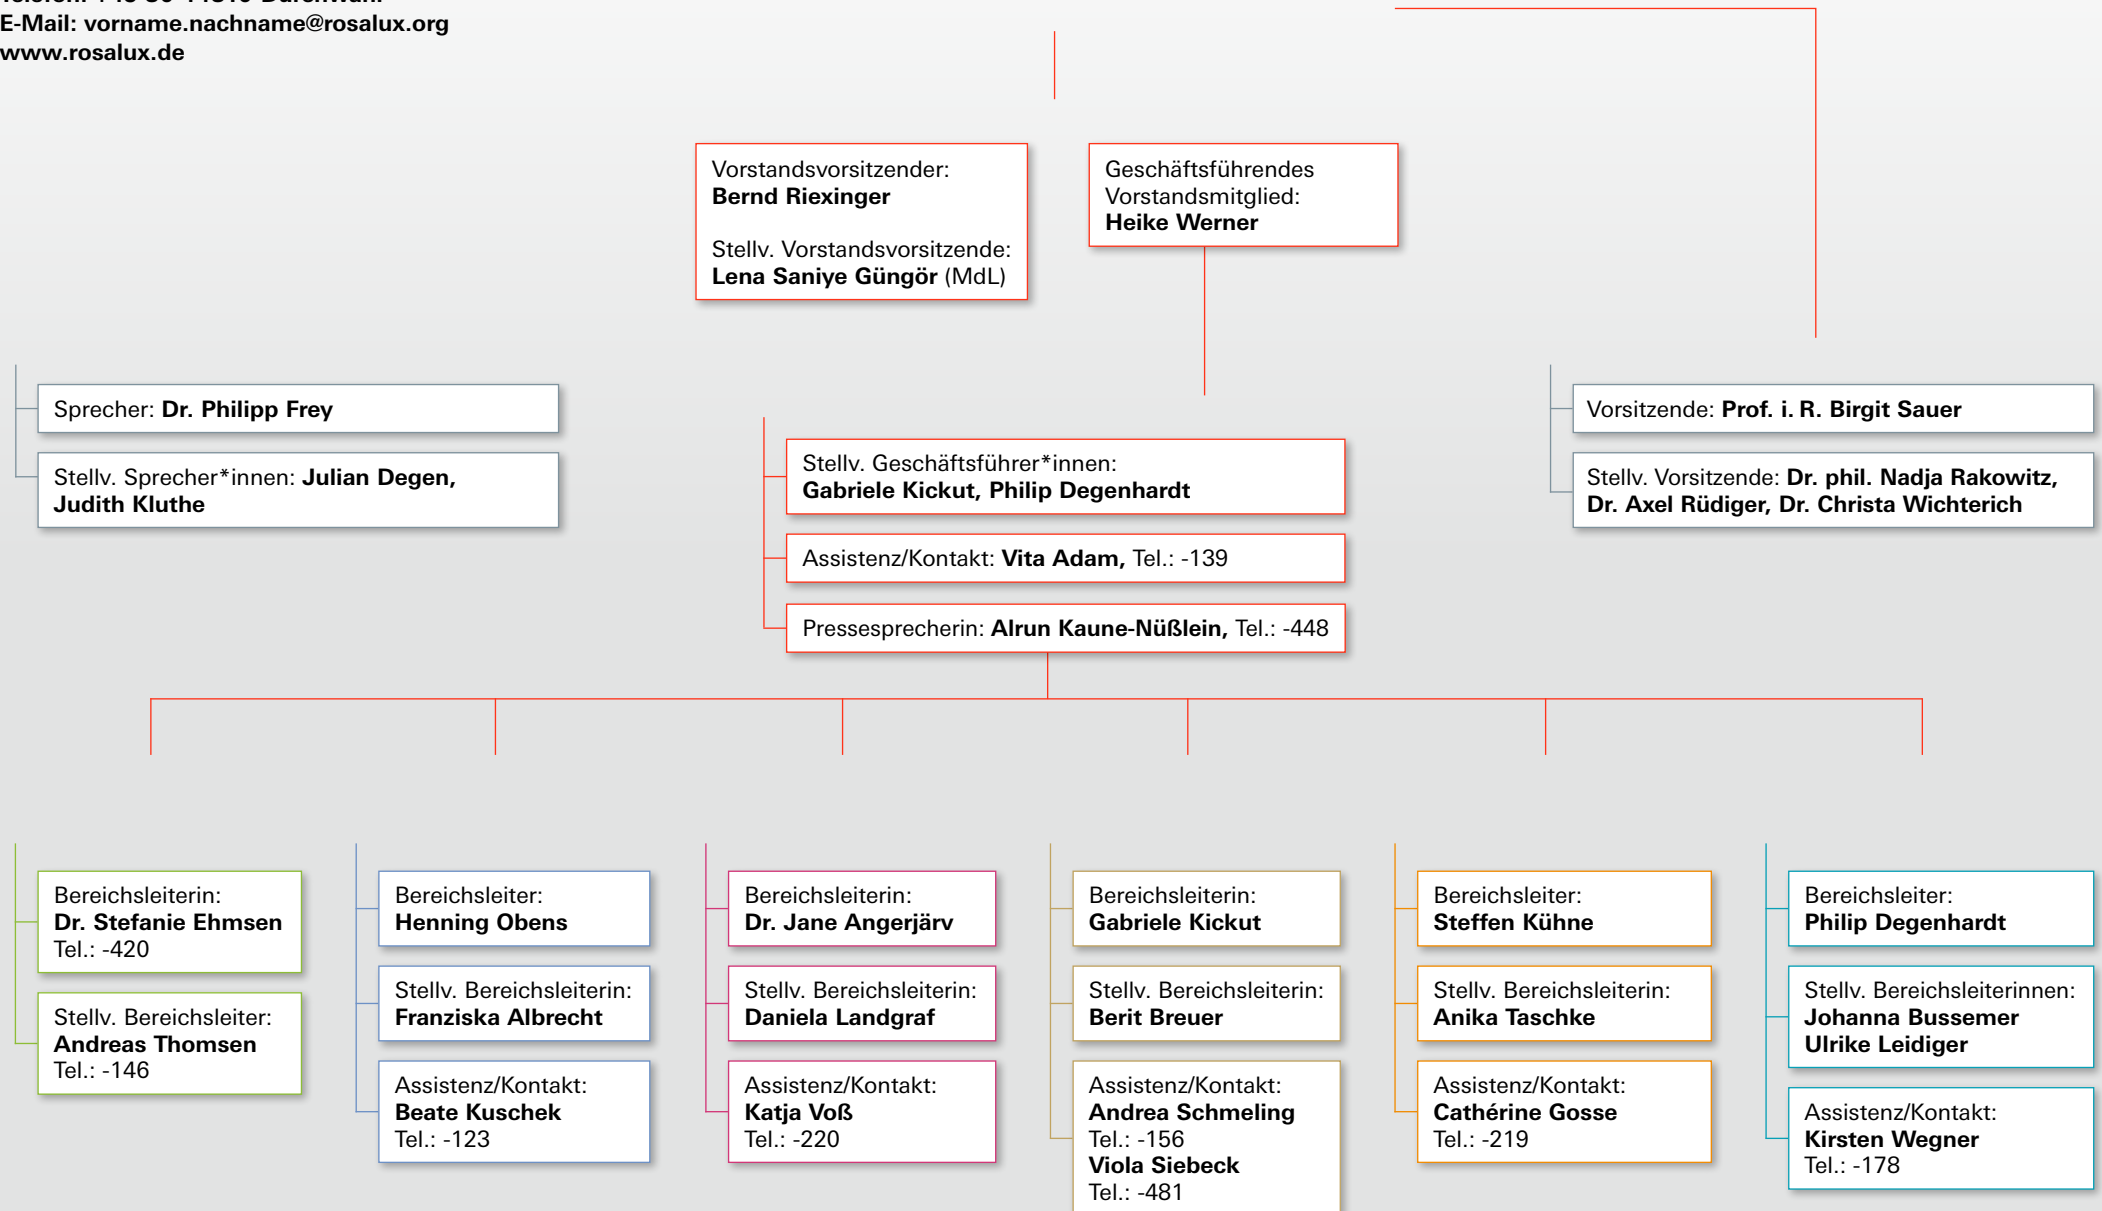 E-Mail: vorname.nachname@rosalux.org
www.rosalux.de
Vorstandsvorsitzender:
Bernd Riexinger
Stellv. Vorstandsvorsitzende:
Lena Saniye Güngör (MdL)
Geschäftsführendes
Vorstandsmitglied:
Heike Werner
Sprecher: Dr. Philipp Frey
Stellv. Sprecher*innen: Julian Degen,
Judith Kluthe
Stellv. Geschäftsführer*innen:
Gabriele Kickut, Philip Degenhardt
Assistenz/Kontakt: Vita Adam, Tel.: -139
Pressesprecherin: Alrun Kaune-Nüßlein, Tel.: -448
Vorsitzende: Prof. i. R. Birgit Sauer
Stellv. Vorsitzende: Dr. phil. Nadja Rakowitz,
Dr. Axel Rüdiger, Dr. Christa Wichterich
Bereichsleiterin:
Dr. Stefanie Ehmsen
Tel.: -420
Stellv. Bereichsleiter:
Andreas Thomsen
Tel.: -146
Bereichsleiter:
Henning Obens
Stellv. Bereichsleiterin:
Franziska Albrecht
Assistenz/Kontakt:
Beate Kuschek
Tel.: -123
Bereichsleiterin:
Dr. Jane Angerjärv
Stellv. Bereichsleiterin:
Daniela Landgraf
Assistenz/Kontakt:
Katja Voß
Tel.: -220
Bereichsleiterin:
Gabriele Kickut
Stellv. Bereichsleiterin:
Berit Breuer
Assistenz/Kontakt:
Andrea Schmeling
Tel.: -156
Viola Siebeck
Tel.: -481
Bereichsleiter:
Steffen Kühne
Stellv. Bereichsleiterin:
Anika Taschke
Assistenz/Kontakt:
Cathérine Gosse
Tel.: -219
Bereichsleiter:
Philip Degenhardt
Stellv. Bereichsleiterinnen:
Johanna Bussemer
Ulrike Leidiger
Assistenz/Kontakt:
Kirsten Wegner
Tel.: -178